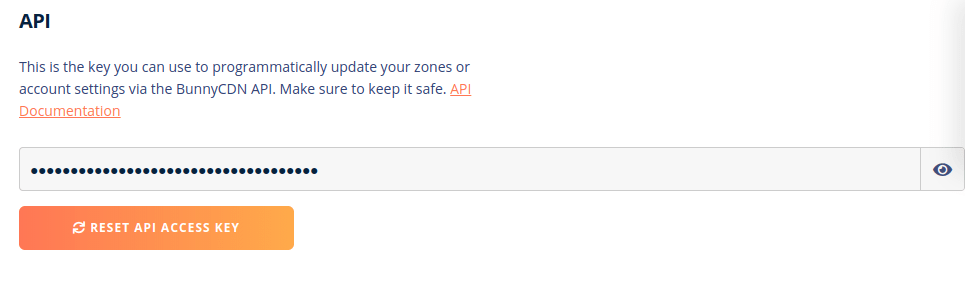 API
This is the key you can use to programmatically update your zones or
account settings via the BunnyCDN API. Make sure to keep it safe. API
Documentation
••••••••••••••••••••••••••••••••••••
RESET API ACCESS KEY